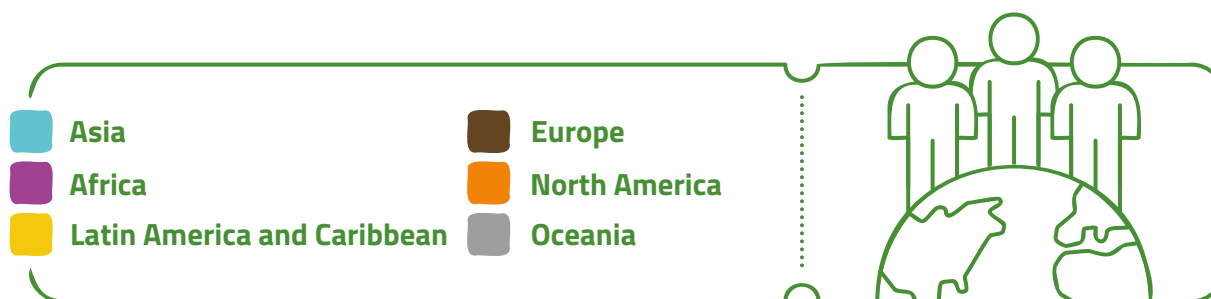 Asia
Africa
Latin America and Caribbean
Europe
North America
Oceania